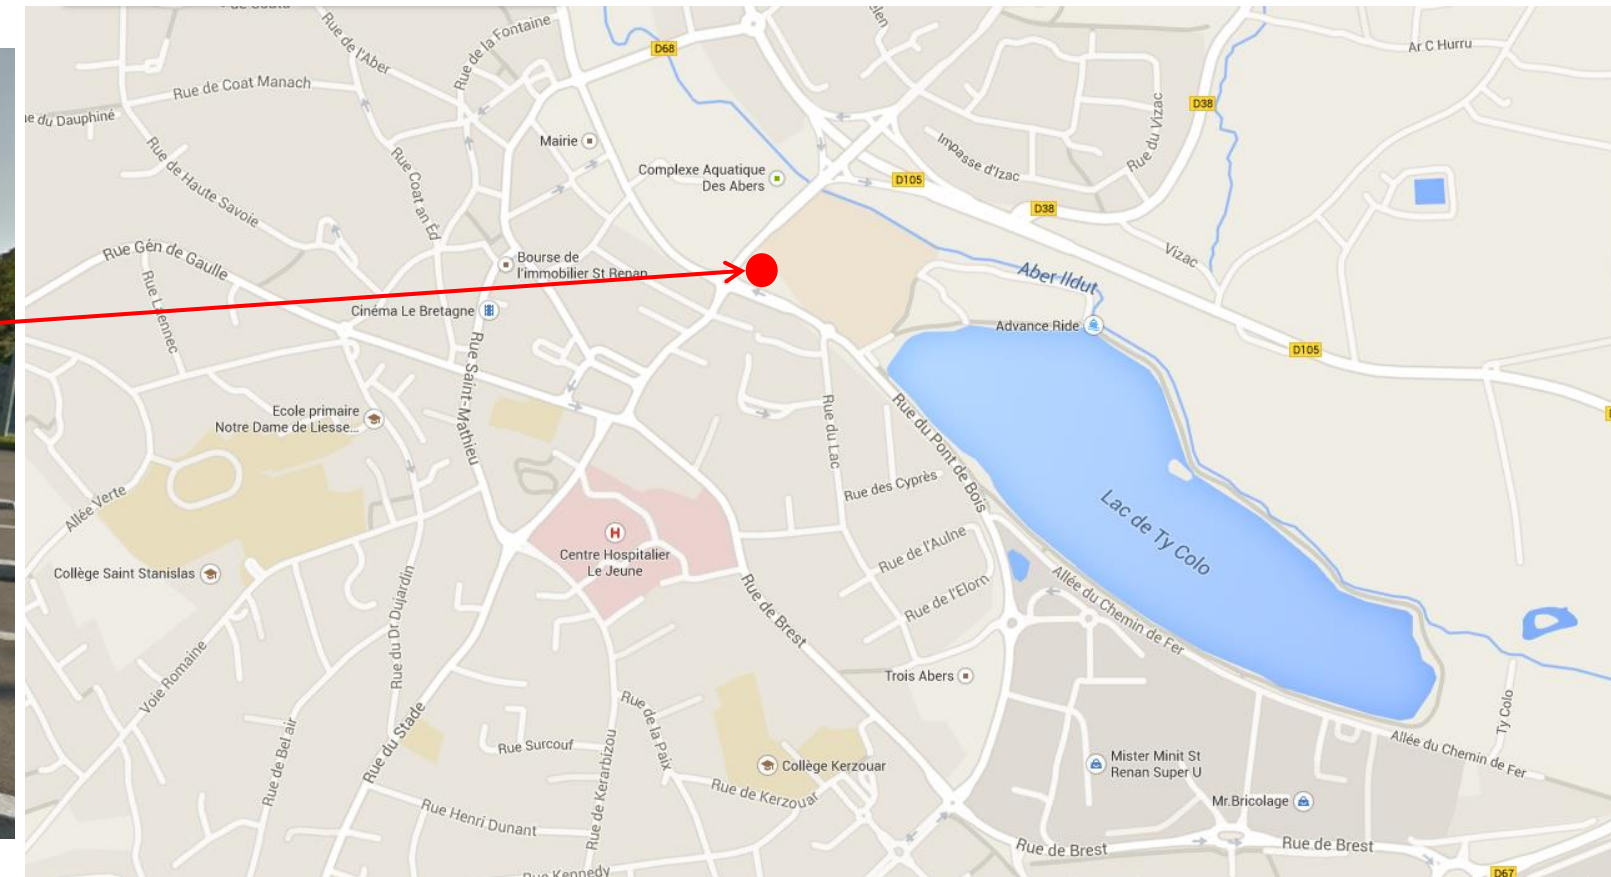 Rue de l'Aber
Rue de la Fontaine
D68
Ar C Hurru
Rue de Coat Manach
D38
Rue du Vizac
Mairie
Rue de Haute Savoie
Rue Coat an Éd
Complexe Aquatique
Des Abers
Impasse d'Izac
D105
D38
Rue Gén de Gaulle
Bourse de
l'immobilier St Renan
Vizac
Aber Ildut
Rue Laennec
Cinéma Le Bretagne
Advance Ride
D105
Rue Saint-Mathieu
Ecole primaire
Notre Dame de Liesse...
Rue du Lac
Rue du Pont de Bois
Allée Verte
Rue des Cyprès
Lac de Ty Colo
Centre Hospitalier
Le Jeune
Rue de l'Aulne
Collège Saint Stanislas
Rue de l'Elorn
Allée du Chemin de Fer
Rue du Dr Dujardin
Rue de Brest
Voie Romaine
Trois Abers
Rue de la Paix
Ty Colo
Rue du Stade
Rue de Bel air
Rue Surcouf
Rue de Kerarbizou
Collège Kerzouar
Mister Minit St
Renan Super U
Allée du Chemin de Fer
Rue de Kerzouar
Mr.Bricolage
Rue Henri Dunant
Rue de Brest
Rue de Brest
Rue Kennedy
D67